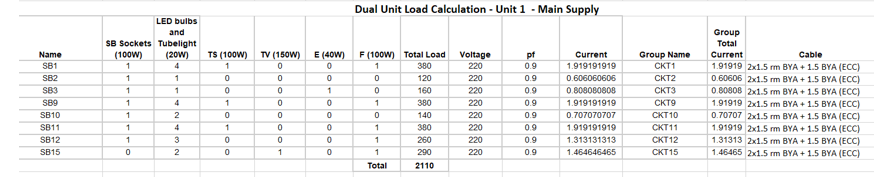 Dual Unit Load Calculation - Unit 1 - Main Supply
Name SB Sockets (100W) LED bulbs and Tubelight (20W) TS (100W) TV (150W) E (40W) F (100W) Total Load Voltage pf Current Group Name Group Total Current Cable
SB1 1 4 1 0 0 1 380 220 0.9 1.919191919 CKT1 1.91919 2x1.5 rm BYA + 1.5 BYA (ECC)
SB2 1 1 0 0 0 0 120 220 0.9 0.606060606 CKT2 0.60606 2x1.5 rm BYA + 1.5 BYA (ECC)
SB3 1 1 0 0 1 0 160 220 0.9 0.808080808 CKT3 0.80808 2x1.5 rm BYA + 1.5 BYA (ECC)
SB9 1 4 1 0 0 1 380 220 0.9 1.919191919 CKT9 1.91919 2x1.5 rm BYA + 1.5 BYA (ECC)
SB10 1 2 0 0 0 0 140 220 0.9 0.707070707 CKT10 0.70707 2x1.5 rm BYA + 1.5 BYA (ECC)
SB11 1 4 1 0 0 1 380 220 0.9 1.919191919 CKT11 1.91919 2x1.5 rm BYA + 1.5 BYA (ECC)
SB12 1 3 0 0 0 1 260 220 0.9 1.313131313 CKT12 1.31313 2x1.5 rm BYA + 1.5 BYA (ECC)
SB15 0 2 0 1 0 1 290 220 0.9 1.464646465 CKT15 1.46465 2x1.5 rm BYA + 1.5 BYA (ECC)
Total 2110